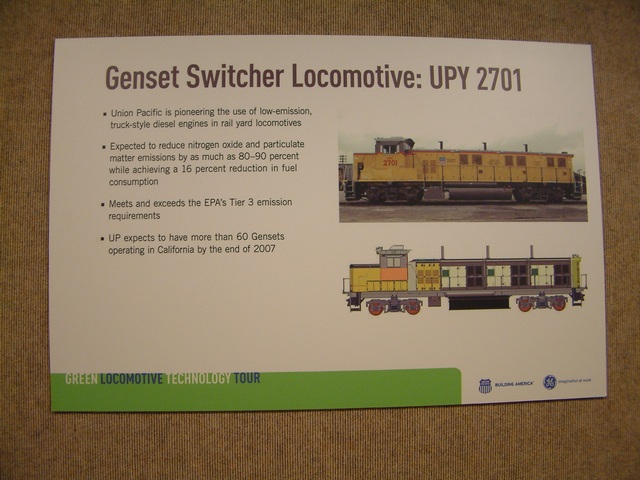 Genset Switcher Locomotive: UPY 2701
▪ Union Pacific is pioneering the use of low-emission,
truck-style diesel engines in rail yard locomotives
▪ Expected to reduce nitrogen oxide and particulate
matter emissions by as much as 80–90 percent
while achieving a 16 percent reduction in fuel
consumption
▪ Meets and exceeds the EPA's Tier 3 emission
requirements
▪ UP expects to have more than 60 Gensets
operating in California by the end of 2007
2701
GREEN LOCOMOTIVE TECHNOLOGY TOUR
BUILDING AMERICA®
imagination at work